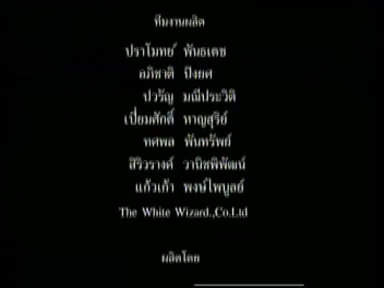 ทีมงานผลิต
ปราโมทย์ พันธเดช
อภิชาติ ปิงยศ
ปวรัญ มณีประวิติ
เปี่ยมศักดิ์ หาญสุริย์
ทศพล พันทรัพย์
สิริวรางค์ วานิชพิพัฒน์
แก้วเก้า พงษ์ไพบูลย์
The White Wizard.,Co.Ltd
ผลิตโดย